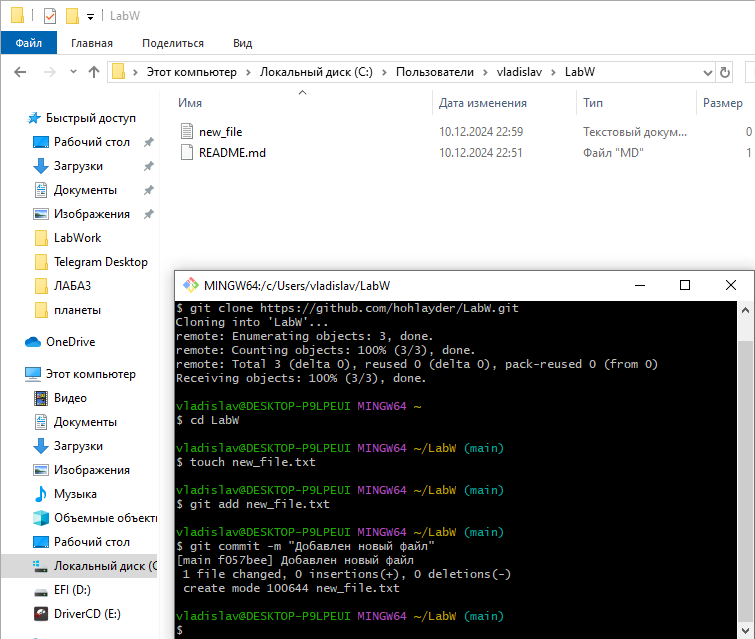 LabW
Файл Главная Поделиться Вид
Этот компьютер > Локальный диск (C:) > Пользователи > vladislav > LabW
Имя Дата изменения Тип Размер
new_file 10.12.2024 22:59 Текстовый докум... 0
README.md 10.12.2024 22:51 Файл "MD" 1
Быстрый доступ
Рабочий стол
Загрузки
Документы
Изображения
LabWork
Telegram Desktop
ЛАБА3
планеты
OneDrive
Этот компьютер
Видео
Документы
Загрузки
Изображения
Музыка
Объемные объекты
Рабочий стол
Локальный диск (C
EFI (D:)
DriverCD (E:)
MINGW64:/c/Users/vladislav/LabW
$ git clone https://github.com/hohlayder/LabW.git
Cloning into 'LabW'...
remote: Enumerating objects: 3, done.
remote: Counting objects: 100% (3/3), done.
remote: Total 3 (delta 0), reused 0 (delta 0), pack-reused 0 (from 0)
Receiving objects: 100% (3/3), done.
vladislav@DESKTOP-P9LPEUI MINGW64 ~
$ cd LabW
vladislav@DESKTOP-P9LPEUI MINGW64 ~/LabW (main)
$ touch new_file.txt
vladislav@DESKTOP-P9LPEUI MINGW64 ~/LabW (main)
$ git add new_file.txt
vladislav@DESKTOP-P9LPEUI MINGW64 ~/LabW (main)
$ git commit -m "Добавлен новый файл"
[main f057bee] Добавлен новый файл
1 file changed, 0 insertions(+), 0 deletions(-)
create mode 100644 new_file.txt
vladislav@DESKTOP-P9LPEUI MINGW64 ~/LabW (main)
$